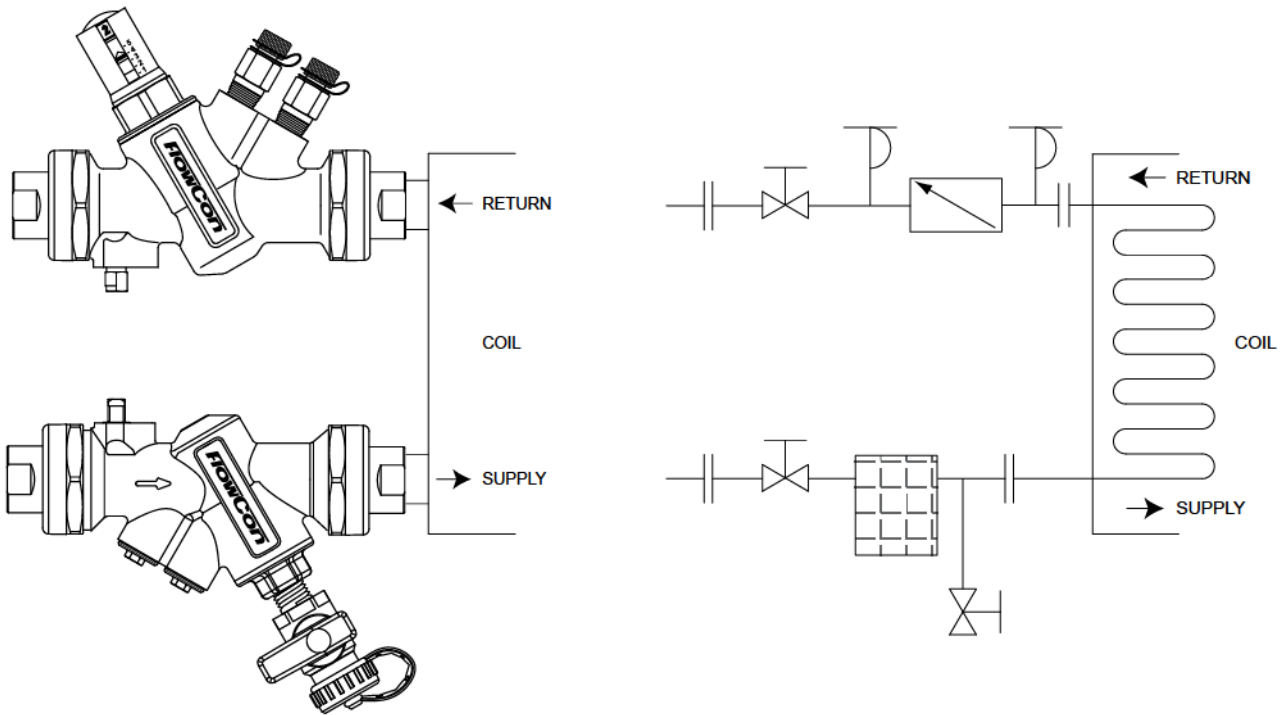 FlowCon
RETURN
COIL
FlowCon
SUPPLY
RETURN
COIL
SUPPLY